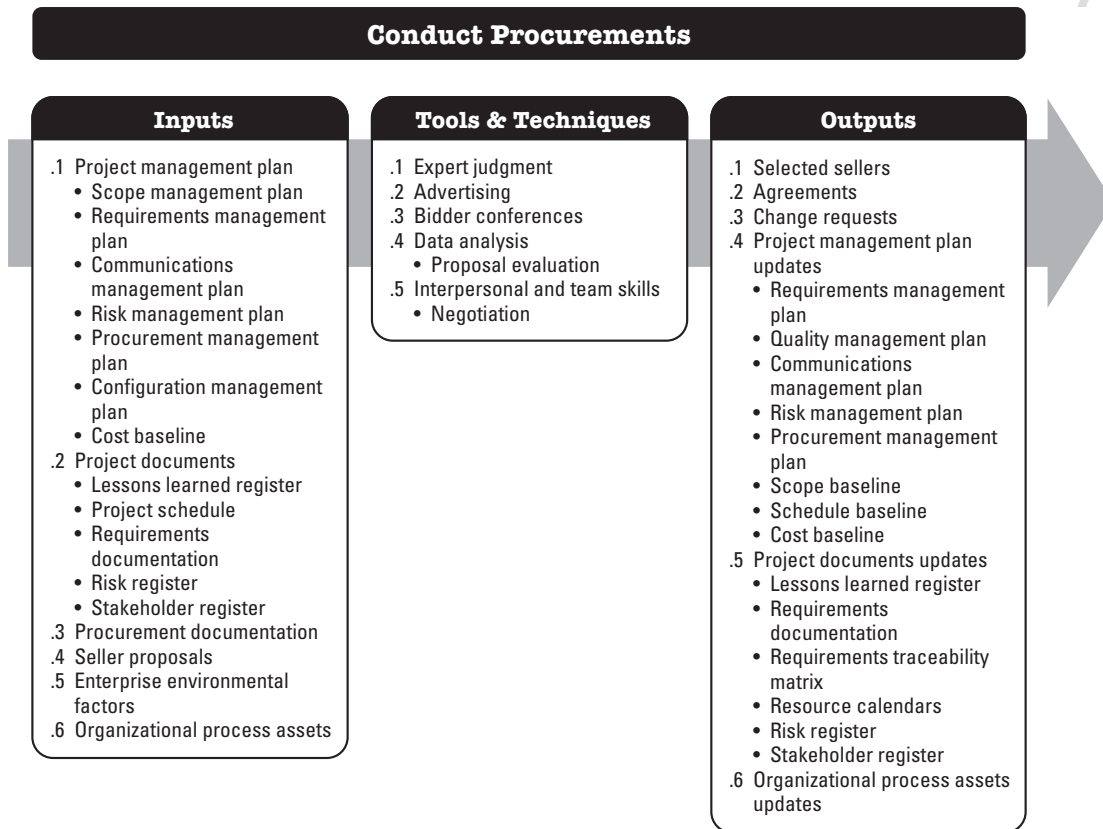 Conduct Procurements
Inputs
.1 Project management plan
• Scope management plan
• Requirements management
plan
• Communications
management plan
• Risk management plan
• Procurement management
plan
• Configuration management
plan
• Cost baseline
.2 Project documents
• Lessons learned register
• Project schedule
• Requirements
documentation
• Risk register
• Stakeholder register
.3 Procurement documentation
.4 Seller proposals
.5 Enterprise environmental
factors
.6 Organizational process assets
Tools & Techniques
.1 Expert judgment
.2 Advertising
.3 Bidder conferences
.4 Data analysis
• Proposal evaluation
.5 Interpersonal and team skills
• Negotiation
Outputs
.1 Selected sellers
.2 Agreements
.3 Change requests
.4 Project management plan
updates
• Requirements management
plan
• Quality management plan
• Communications
management plan
• Risk management plan
• Procurement management
plan
• Scope baseline
• Schedule baseline
• Cost baseline
.5 Project documents updates
• Lessons learned register
• Requirements
documentation
• Requirements traceability
matrix
• Resource calendars
• Risk register
• Stakeholder register
.6 Organizational process assets
updates